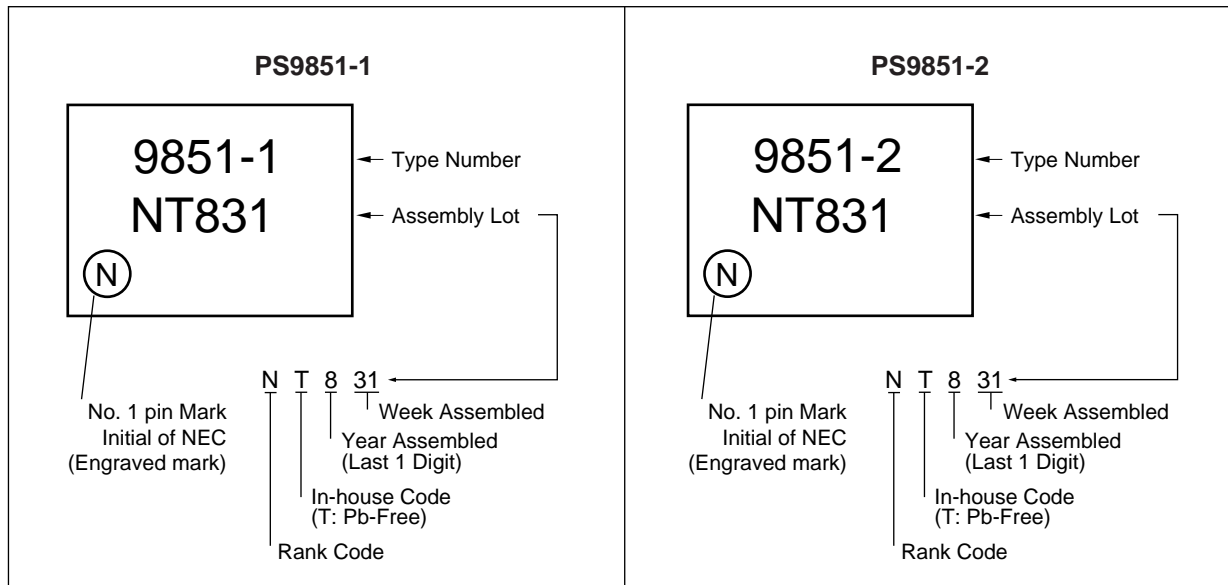 PS9851-1
9851-1
Type Number
NT831
Assembly Lot
N
N T 8 31
No. 1 pin Mark
Initial of NEC
(Engraved mark)
Week Assembled
Year Assembled
(Last 1 Digit)
In-house Code
(T: Pb-Free)
Rank Code
PS9851-2
9851-2
Type Number
NT831
Assembly Lot
N
N T 8 31
No. 1 pin Mark
Initial of NEC
(Engraved mark)
Week Assembled
Year Assembled
(Last 1 Digit)
In-house Code
(T: Pb-Free)
Rank Code